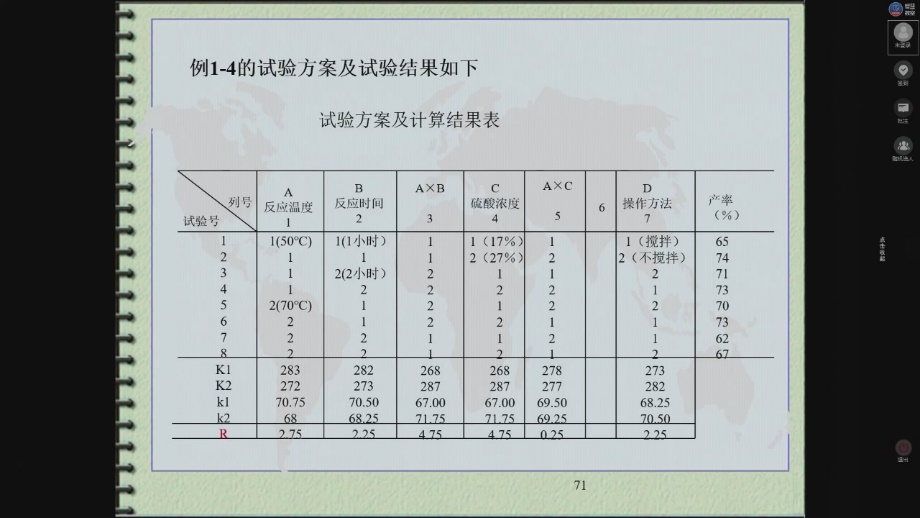 例1-4的试验方案及试验结果如下
试验方案及计算结果表
列号 试验号 A 反应温度 1 B 反应时间 2 A×B 3 C 硫酸浓度 4 A×C 5 6 D 操作方法 7 产率（%）
1 1(50℃) 1(1小时) 1 1（17%） 1 1（搅拌） 65
2 1 1 1 2（27%） 2 2（不搅拌） 74
3 1 2(2小时) 2 1 1 2 71
4 1 2 2 2 2 1 73
5 2(70℃) 1 2 1 2 2 70
6 2 1 2 2 1 1 73
7 2 2 1 1 2 1 62
8 2 2 1 2 1 2 67
K1 283 282 268 268 278 273
K2 272 273 287 287 277 282
k1 70.75 70.50 67.00 67.00 69.50 68.25
k2 68 68.25 71.75 71.75 69.25 70.50
R 2.75 2.25 4.75 4.75 0.25 2.25
71